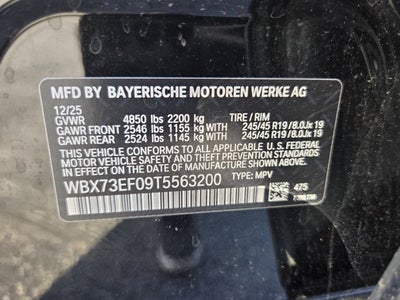 MFD BY BAYERISCHE MOTOREN WERKE AG
12/25
GVWR 4850 lbs 2200 kg TIRE / RIM
GAWR FRONT 2546 lbs 1155 kg WITH 245/45 R19 / 8.0Jx 19
GAWR REAR 2524 lbs 1145 kg WITH 245/45 R19 / 8.0Jx 19
THIS VEHICLE CONFORMS TO ALL APPLICABLE U.S. FEDERAL
MOTOR VEHICLE SAFETY AND THEFT PREVENTION STANDARDS
IN EFFECT ON THE DATE OF MANUFACTURE SHOWN ABOVE.
WBX73EF09T5563200 TYPE: MPV
475